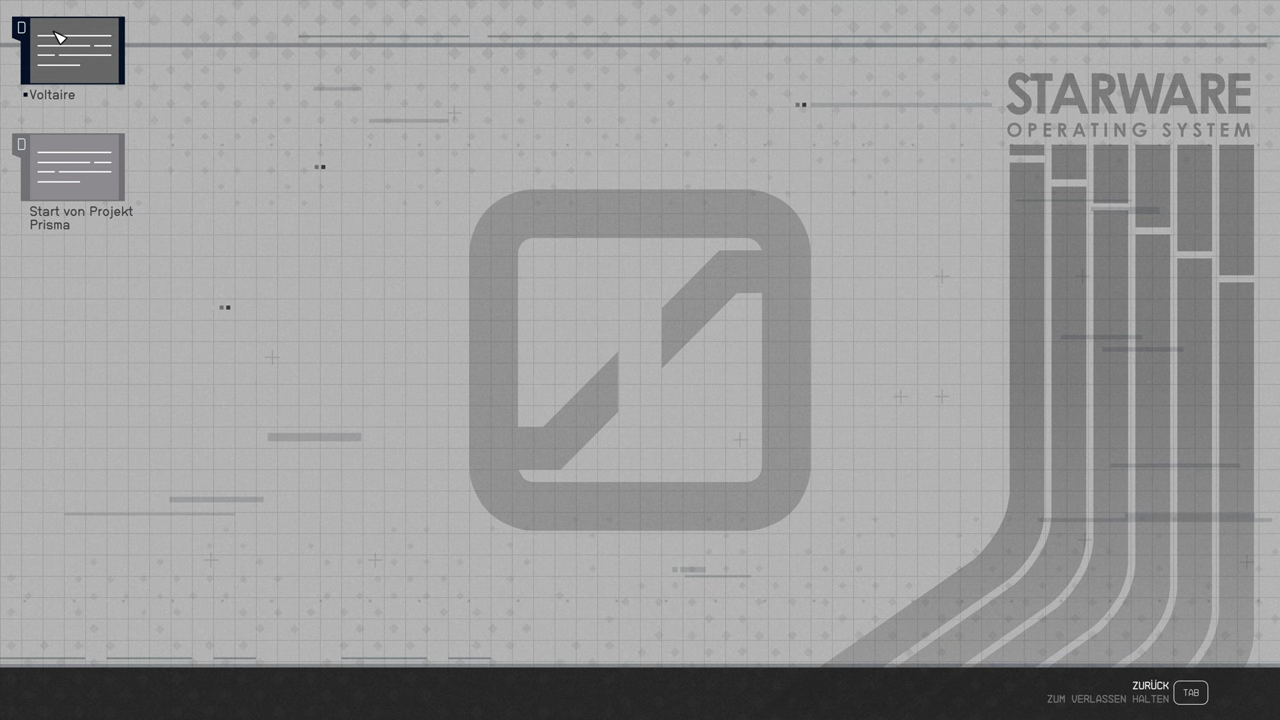 D
Voltaire
D
Start von Projekt
Prisma
STARWARE
OPERATING SYSTEM
ZURÜCK
ZUM VERLASSEN HALTEN
TAB